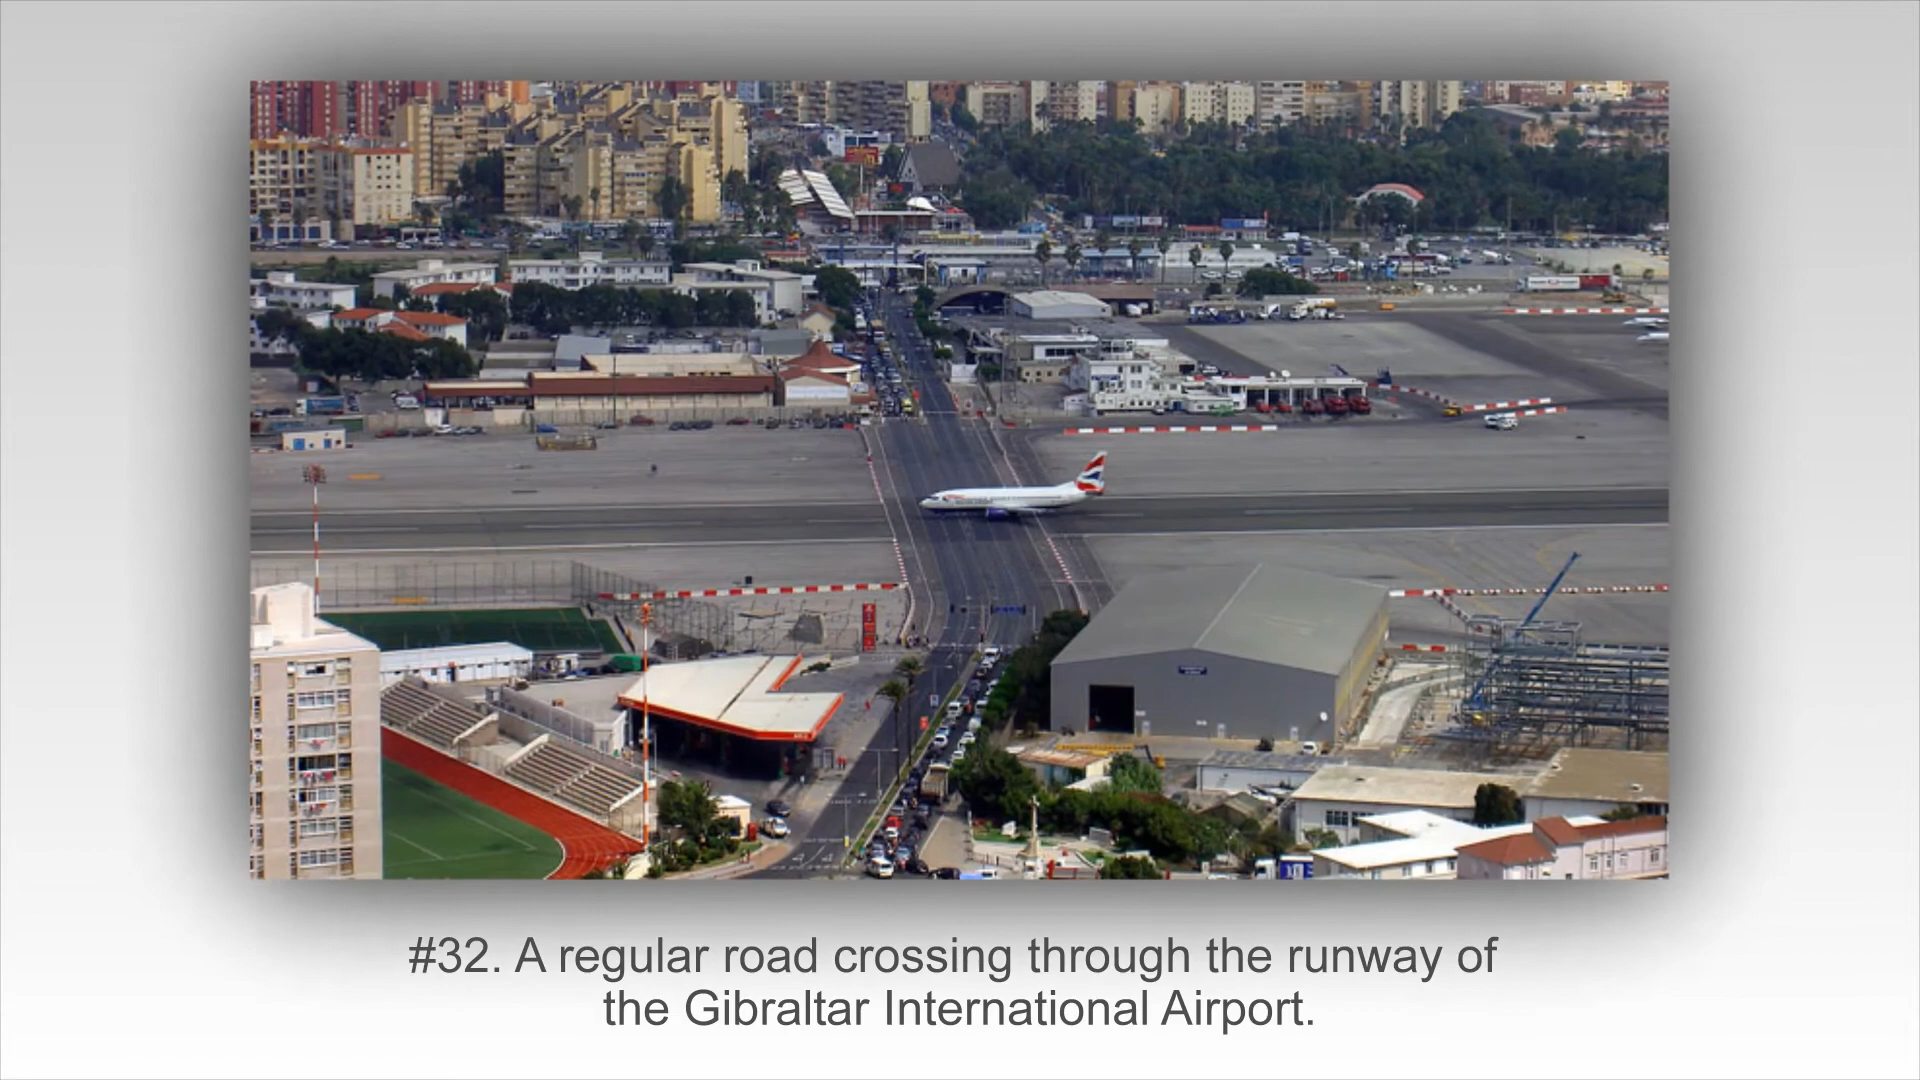 #32. A regular road crossing through the runway of
the Gibraltar International Airport.